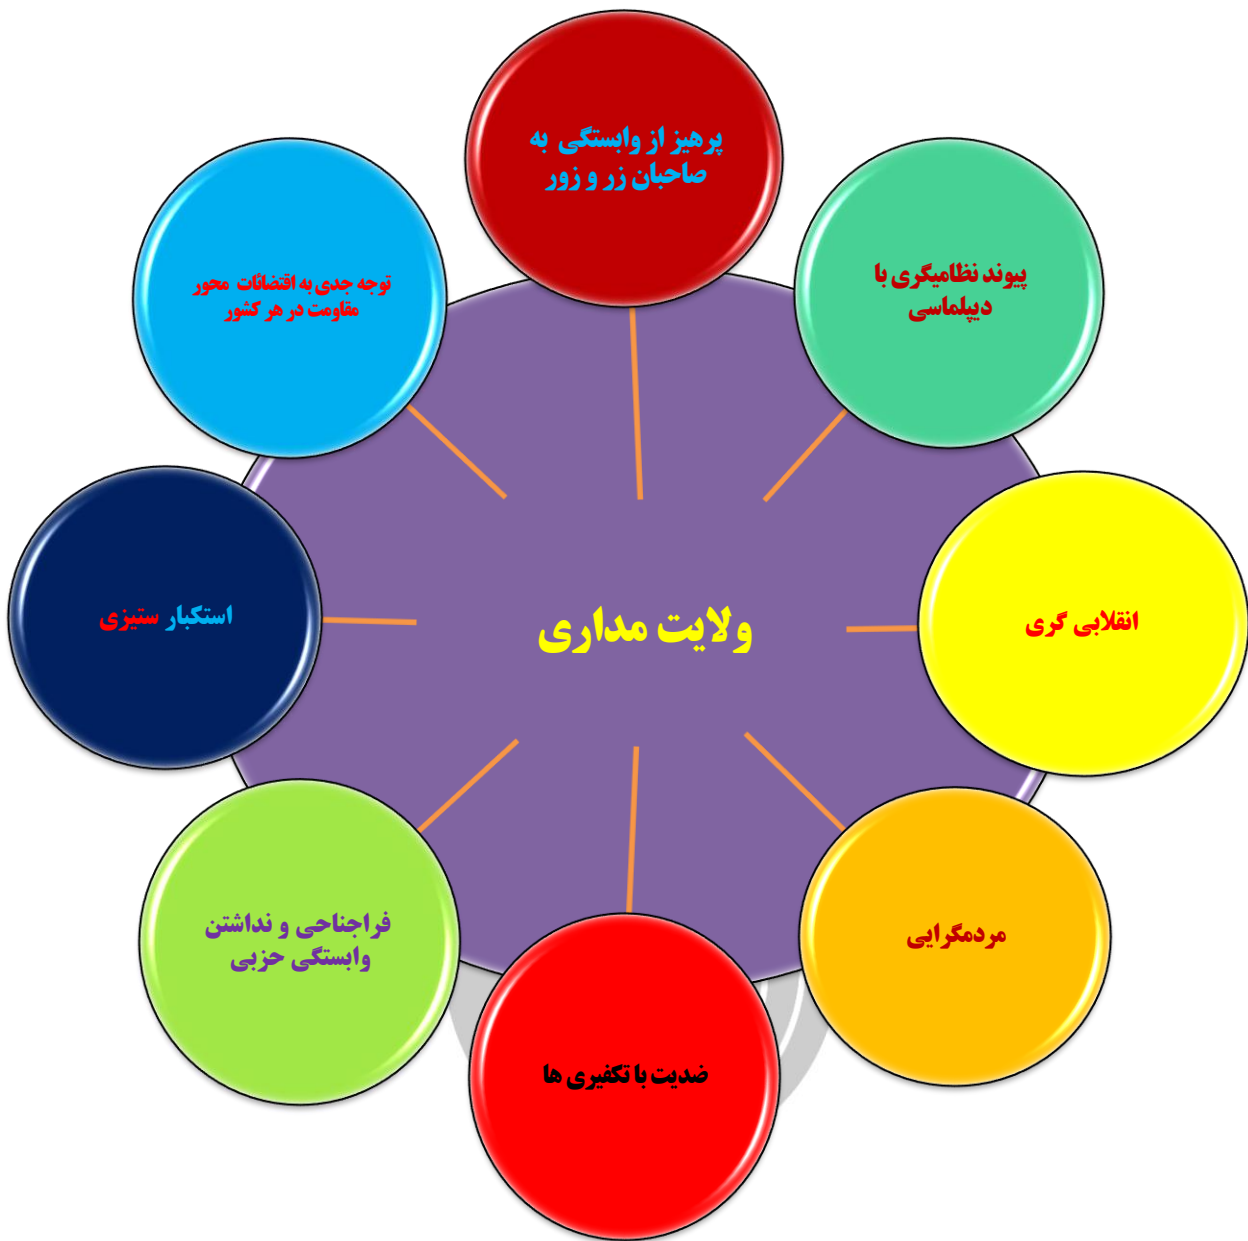 پرهیز از وابستگی به
صاحبان زر و زور
پیوند نظامیگری با
دیپلماسی
توجه جدی به اقتضائات محور
مقاومت در هر کشور
انقلابی گری
ولایت مداری
استکبار ستیزی
مردمگرایی
فراجناحی و نداشتن
وابستگی حزبی
ضدیت با تکفیری ها